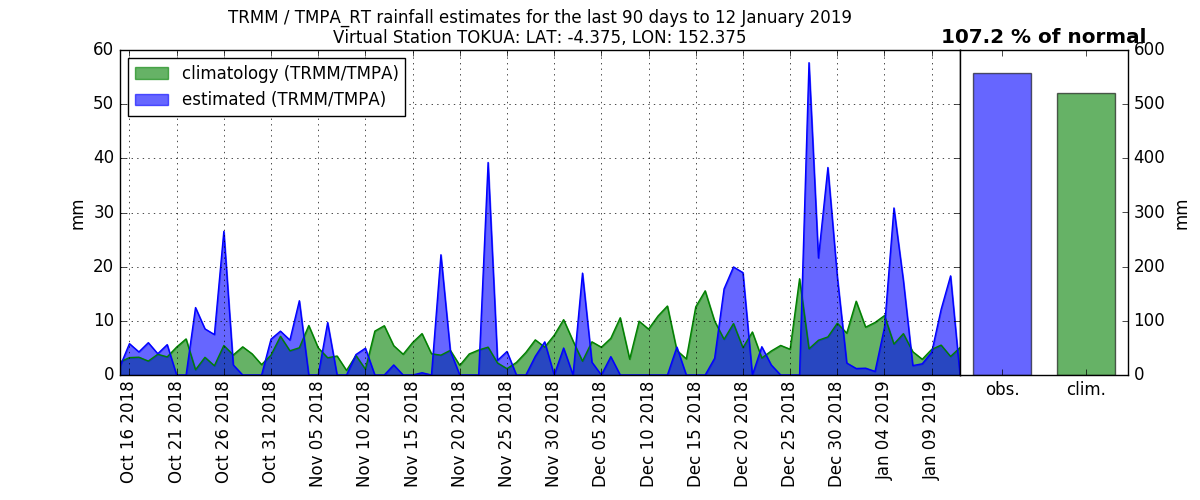 TRMM / TMPA_RT rainfall estimates for the last 90 days to 12 January 2019
Virtual Station TOKUA: LAT: -4.375, LON: 152.375
107.2 % of normal
climatology (TRMM/TMPA)
estimated (TRMM/TMPA)
60
50
40
30
20
10
0
mm
600
500
400
300
200
100
0
mm
Oct 16 2018
Oct 21 2018
Oct 26 2018
Oct 31 2018
Nov 05 2018
Nov 10 2018
Nov 15 2018
Nov 20 2018
Nov 25 2018
Nov 30 2018
Dec 05 2018
Dec 10 2018
Dec 15 2018
Dec 20 2018
Dec 25 2018
Dec 30 2018
Jan 04 2019
Jan 09 2019
obs.
clim.